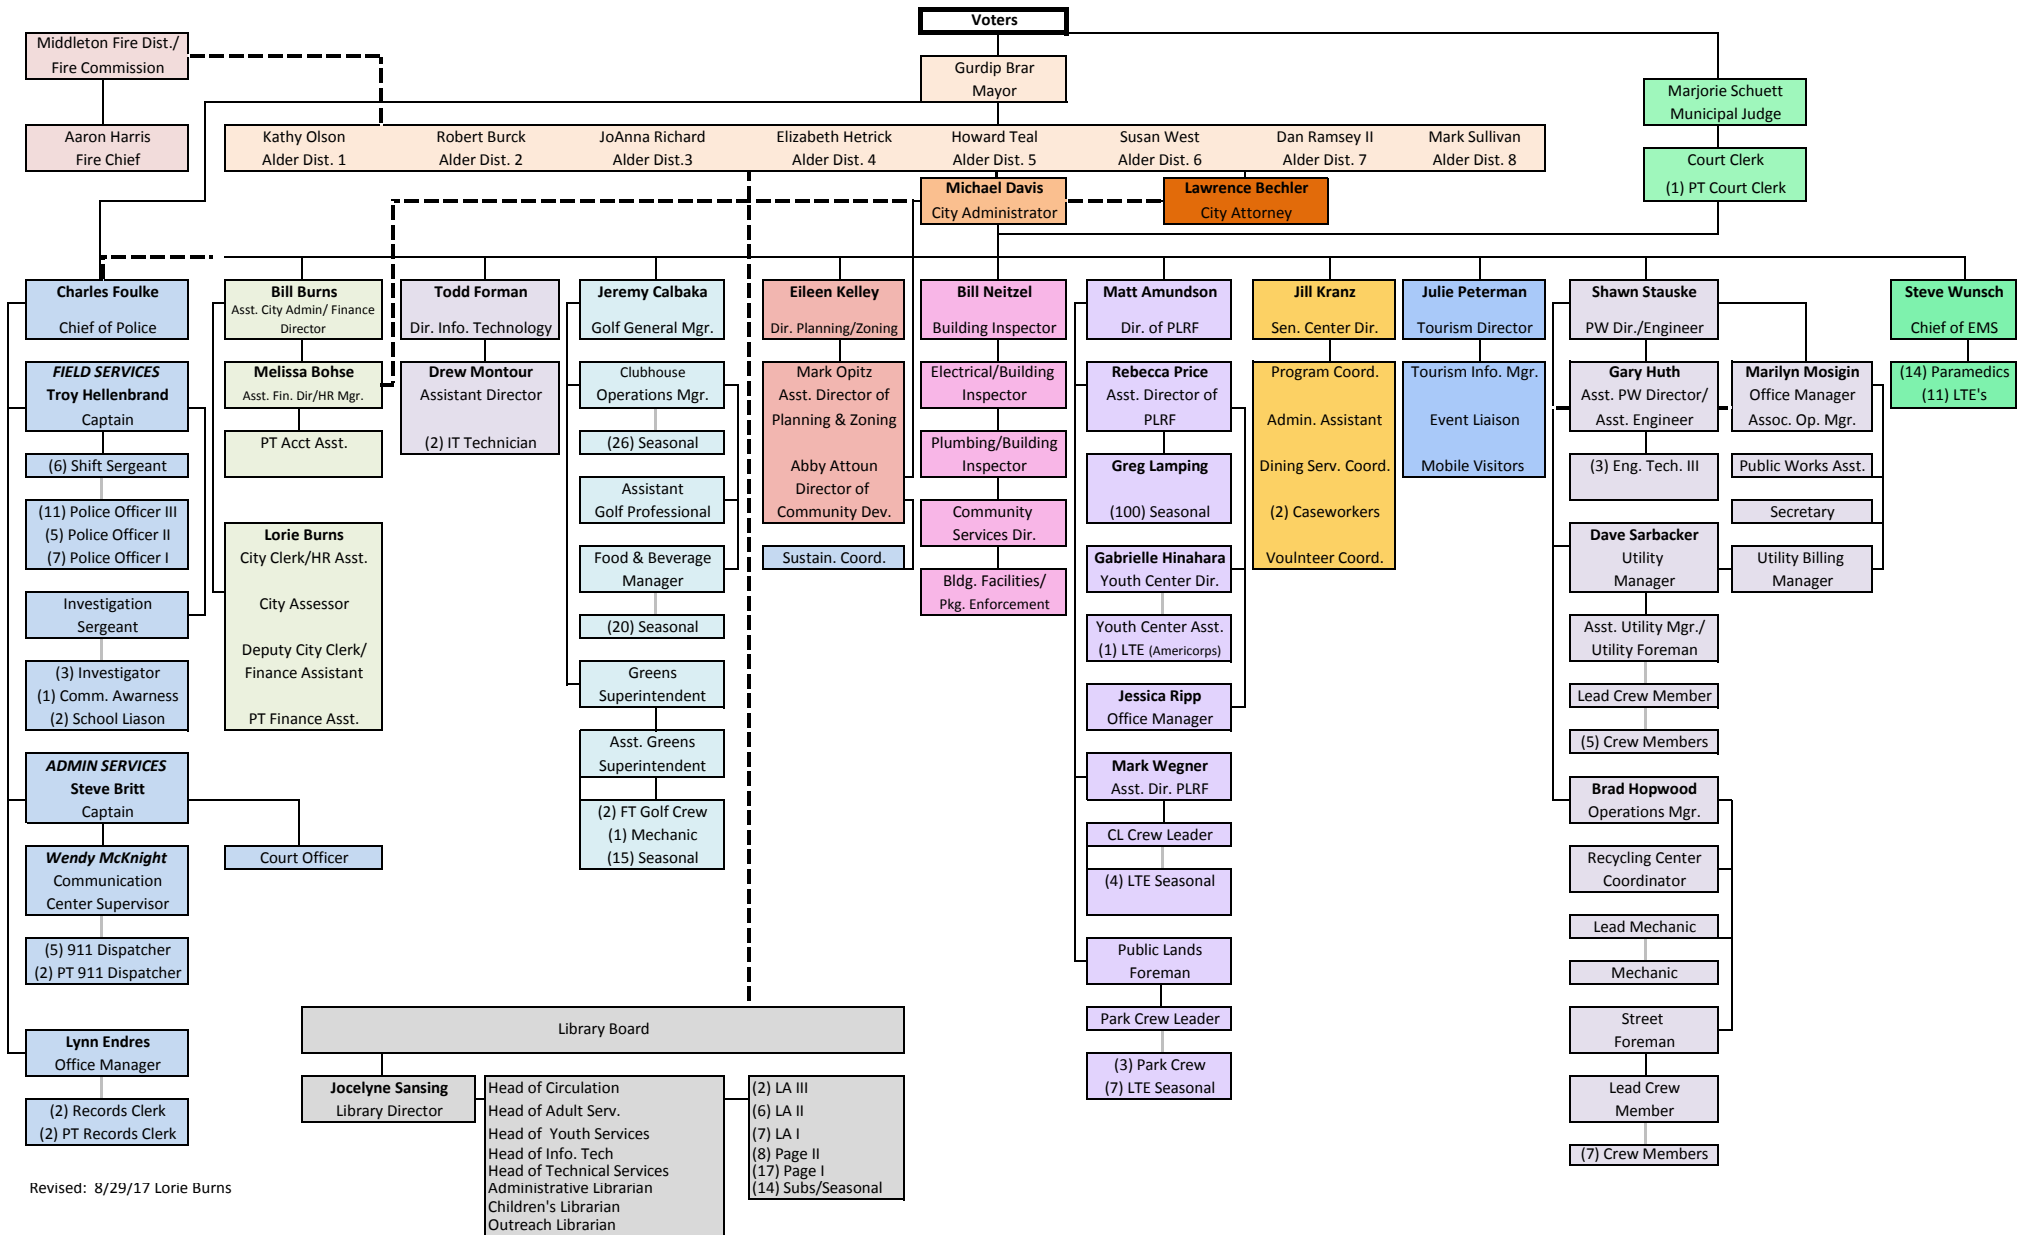 Voters
Middleton Fire Dist./
Fire Commission
Gurdip Brar
Mayor
Marjorie Schuett
Municipal Judge
Aaron Harris
Fire Chief
Kathy Olson
Alder Dist. 1
Robert Burck
Alder Dist. 2
JoAnna Richard
Alder Dist.3
Elizabeth Hetrick
Alder Dist. 4
Howard Teal
Alder Dist. 5
Susan West
Alder Dist. 6
Dan Ramsey II
Alder Dist. 7
Mark Sullivan
Alder Dist. 8
Court Clerk
(1) PT Court Clerk
Michael Davis
City Administrator
Lawrence Bechler
City Attorney
Charles Foulke
Chief of Police
FIELD SERVICES
Troy Hellenbrand
Captain
(6) Shift Sergeant
(11) Police Officer III
(5) Police Officer II
(7) Police Officer I
Investigation
Sergeant
(3) Investigator
(1) Comm. Awarness
(2) School Liason
ADMIN SERVICES
Steve Britt
Captain
Wendy McKnight
Communication
Center Supervisor
(5) 911 Dispatcher
(2) PT 911 Dispatcher
Lynn Endres
Office Manager
(2) Records Clerk
(2) PT Records Clerk
Bill Burns
Asst. City Admin/ Finance
Director
Melissa Bohse
Asst. Fin. Dir/HR Mgr.
PT Acct Asst.
Lorie Burns
City Clerk/HR Asst.
City Assessor
Deputy City Clerk/
Finance Assistant
PT Finance Asst.
Court Officer
Todd Forman
Dir. Info. Technology
Drew Montour
Assistant Director
(2) IT Technician
Jeremy Calbaka
Golf General Mgr.
Clubhouse
Operations Mgr.
(26) Seasonal
Assistant
Golf Professional
Food & Beverage
Manager
(20) Seasonal
Greens
Superintendent
Asst. Greens
Superintendent
(2) FT Golf Crew
(1) Mechanic
(15) Seasonal
Eileen Kelley
Dir. Planning/Zoning
Mark Opitz
Asst. Director of
Planning & Zoning
Abby Attoun
Director of
Community Dev.
Sustain. Coord.
Bill Neitzel
Building Inspector
Electrical/Building
Inspector
Plumbing/Building
Inspector
Community
Services Dir.
Bldg. Facilities/
Pkg. Enforcement
Matt Amundson
Dir. of PLRF
Rebecca Price
Asst. Director of
PLRF
Greg Lamping
(100) Seasonal
Gabrielle Hinahara
Youth Center Dir.
Youth Center Asst.
(1) LTE (Americorps)
Jessica Ripp
Office Manager
Mark Wegner
Asst. Dir. PLRF
CL Crew Leader
(4) LTE Seasonal
Public Lands
Foreman
Park Crew Leader
(3) Park Crew
(7) LTE Seasonal
Jill Kranz
Sen. Center Dir.
Program Coord.
Admin. Assistant
Dining Serv. Coord.
(2) Caseworkers
Voulnteer Coord.
Julie Peterman
Tourism Director
Tourism Info. Mgr.
Event Liaison
Mobile Visitors
Shawn Stauske
PW Dir./Engineer
Gary Huth
Asst. PW Director/
Asst. Engineer
(3) Eng. Tech. III
Dave Sarbacker
Utility
Manager
Asst. Utility Mgr./
Utility Foreman
Lead Crew Member
(5) Crew Members
Brad Hopwood
Operations Mgr.
Recycling Center
Coordinator
Lead Mechanic
Mechanic
Street
Foreman
Lead Crew
Member
(7) Crew Members
Marilyn Mosigin
Office Manager
Assoc. Op. Mgr.
Public Works Asst.
Secretary
Utility Billing
Manager
Steve Wunsch
Chief of EMS
(14) Paramedics
(11) LTE's
Library Board
Jocelyne Sansing
Library Director
Head of Circulation
Head of Adult Serv.
Head of  Youth Services
Head of Info. Tech
Head of Technical Services
Administrative Librarian
Children's Librarian
Outreach Librarian
(2) LA III
(6) LA II
(7) LA I
(8) Page II
(17) Page I
(14) Subs/Seasonal
Revised:  8/29/17 Lorie Burns